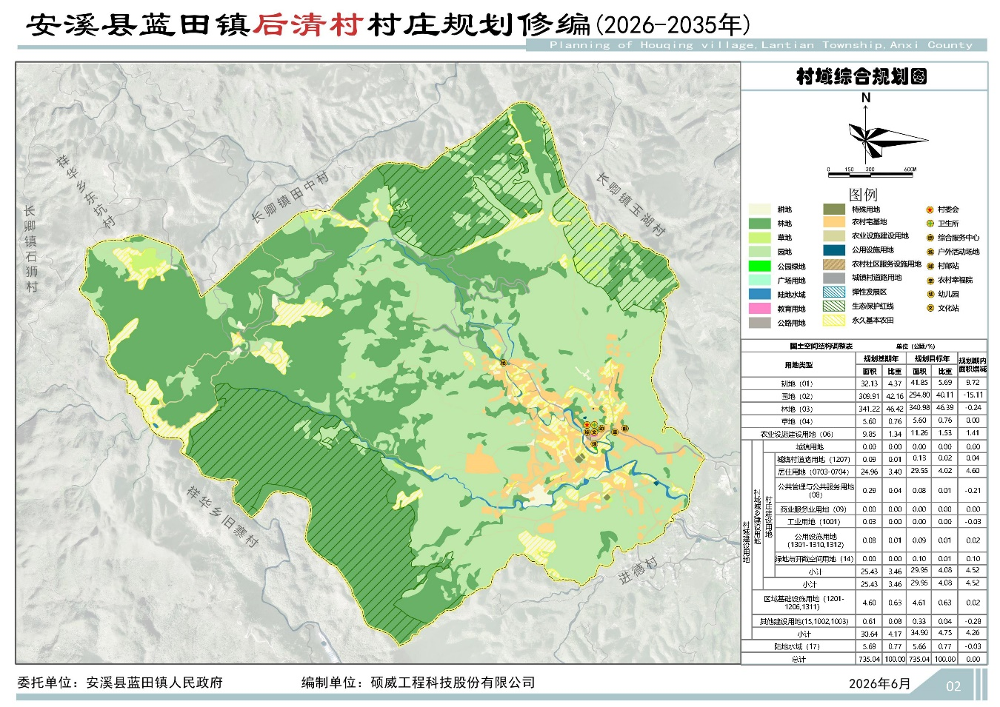 安溪县蓝田镇后清村村庄规划修编(2026-2035年)
Planning of Houqing village,Lantian Township,Anxi County
村域综合规划图
N
0 150 300 600M
图例
耕地
林地
草地
园地
公园绿地
广场用地
陆地水域
教育用地
公路用地
特殊用地
农村宅基地
农业设施建设用地
公用设施用地
农村社区服务设施用地
城镇村道路用地
弹性发展区
生态保护红线
永久基本农田
村委会
卫生所
综合服务中心
户外活动场地
村邮站
农村幸福院
幼儿园
文化站
祥华乡东坑村
长卿镇石狮村
长卿镇田中村
长卿镇玉湖村
祥华乡旧寨村
进德村
国土空间结构调整表 单位（公顷/%）
用地类型 规划基期年 规划目标年 规划期内面积增减
面积 比重 面积 比重
耕地（01） 32.13 4.37 41.85 5.69 9.72
园地（02） 309.91 42.16 294.80 40.11 -15.11
林地（03） 341.22 46.42 340.98 46.39 -0.24
草地（04） 5.60 0.76 5.60 0.76 0.00
农业设施建设用地（06） 9.85 1.34 11.26 1.53 1.41
村域建设用地
村域城乡建设用地
村庄建设用地
城镇用地 0.00 0.00 0.00 0.00 0.00
城镇村道路用地（1207） 0.09 0.01 0.13 0.02 0.04
居住用地（0703-0704） 24.96 3.40 29.55 4.02 4.60
公共管理与公共服务用地（08） 0.29 0.04 0.08 0.01 -0.21
商业服务业用地（09） 0.00 0.00 0.00 0.00 0.00
工业用地（1001） 0.03 0.00 0.00 0.00 -0.03
公用设施用地（1301-1310,1312） 0.08 0.01 0.09 0.01 0.02
绿地与开敞空间用地（14） 0.00 0.00 0.10 0.01 0.10
小计 25.43 3.46 29.95 4.08 4.52
小计 25.43 3.46 29.95 4.08 4.52
区域基础设施用地（1201-1206,1311） 4.60 0.63 4.61 0.63 0.02
其他建设用地(15,1002,1003) 0.61 0.08 0.33 0.04 -0.28
小计 30.64 4.17 34.90 4.75 4.26
陆地水域（17） 5.69 0.77 5.66 0.77 -0.03
总计 735.04 100.00 735.04 100.00 0.00
委托单位：安溪县蓝田镇人民政府
编制单位：硕威工程科技股份有限公司
2026年6月
02